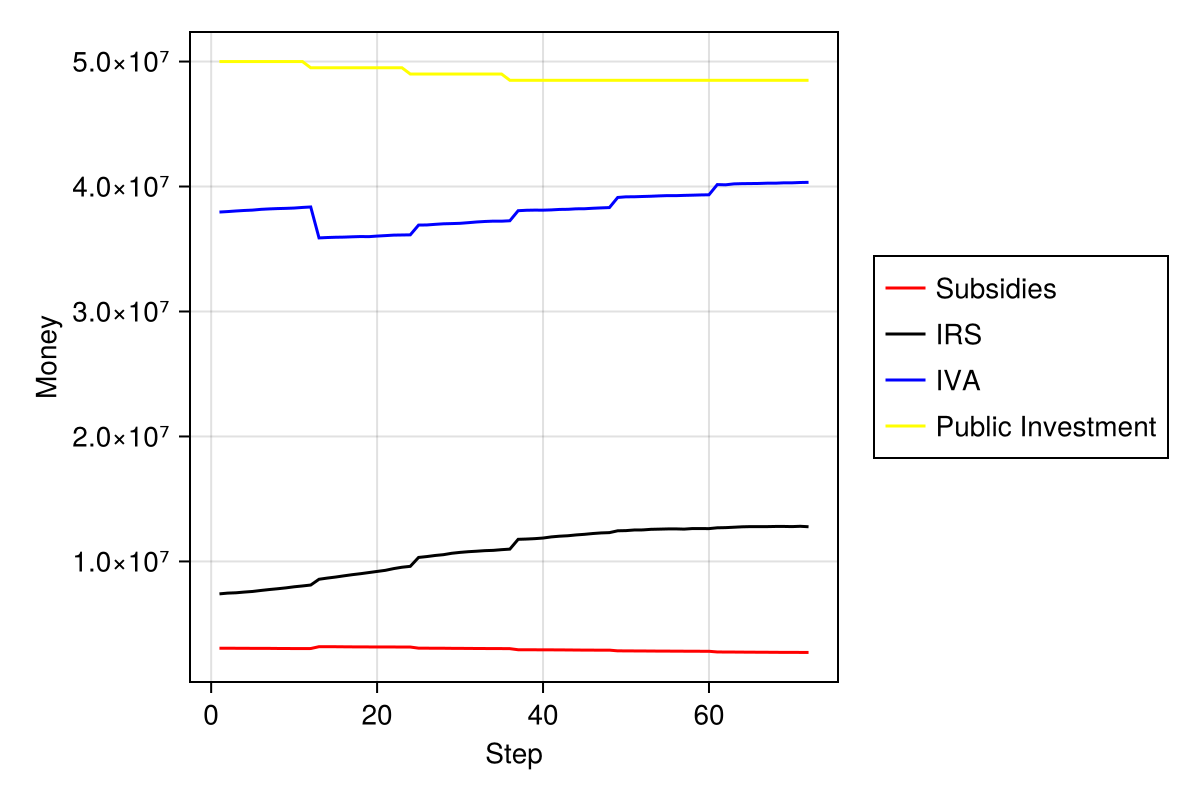 5.0×10⁷
4.0×10⁷
3.0×10⁷
2.0×10⁷
1.0×10⁷
Money
0 20 40 60
Step
Subsidies
IRS
IVA
Public Investment